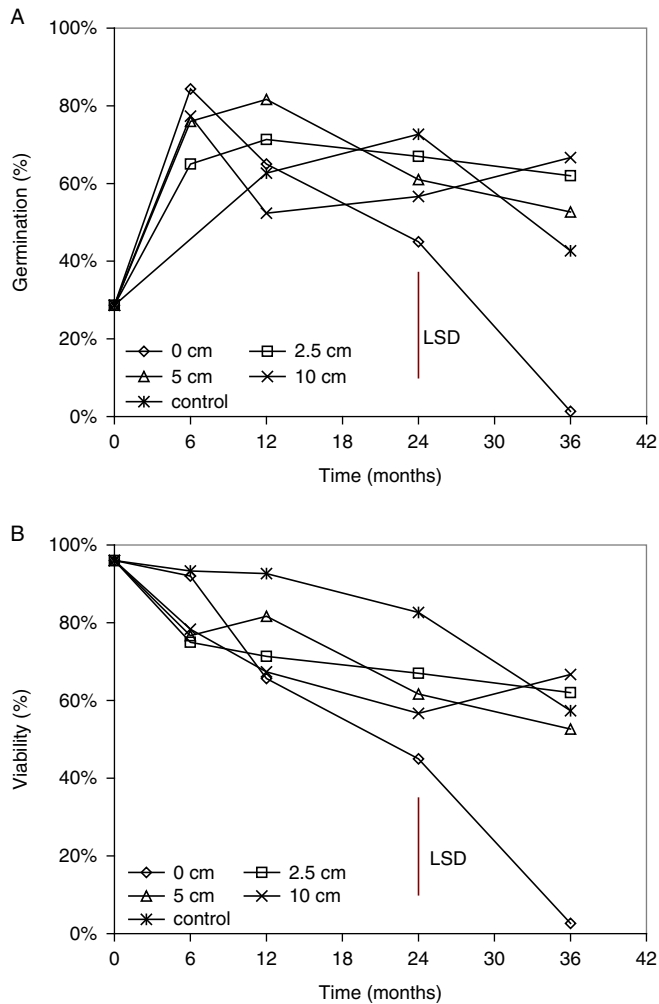 A
100%
80%
60%
40%
20%
0%
Germination (%)
0 cm
2.5 cm
5 cm
10 cm
control
LSD
0 6 12 18 24 30 36 42
Time (months)
B
100%
80%
60%
40%
20%
0%
Viability (%)
0 cm
2.5 cm
5 cm
10 cm
control
LSD
0 6 12 18 24 30 36 42
Time (months)